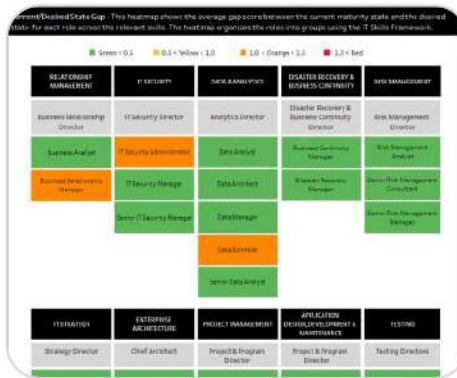 rrent/Desired State Gap - This heatmap shows the average gap score between the current maturity state and the desired
state for each role across the relevant skills. The heatmap organizes the roles into groups using the IT Skills Framework.
Green < 0.5 0.5 < Yellow < 1.0 1.0 < Orange < 1.5 1.5 < Red
RELATIONSHIP MANAGEMENT
IT SECURITY
DATA & ANALYTICS
DISASTER RECOVERY & BUSINESS CONTINUITY
RISK MANAGEMENT
Business Relationship Director
IT Security Director
Analytics Director
Disaster Recovery & Business Continuity Director
Risk Management Director
Business Analyst
IT Security Administrator
Data Analyst
Business Continuity Manager
Risk Management Analyst
Business Relationship Manager
IT Security Manager
Data Architect
Disaster Recovery Manager
Senior Risk Management Consultant
Senior IT Security Manager
Data Manager
Senior Risk Management Manager
Data Scientist
Senior Data Analyst
IT STRATEGY
ENTERPRISE ARCHITECTURE
PROJECT MANAGEMENT
APPLICATION DESIGN, DEVELOPMENT & MAINTENANCE
TESTING
Strategy Director
Chief Architect
Project & Program Director
Project & Program Director
Testing Directors